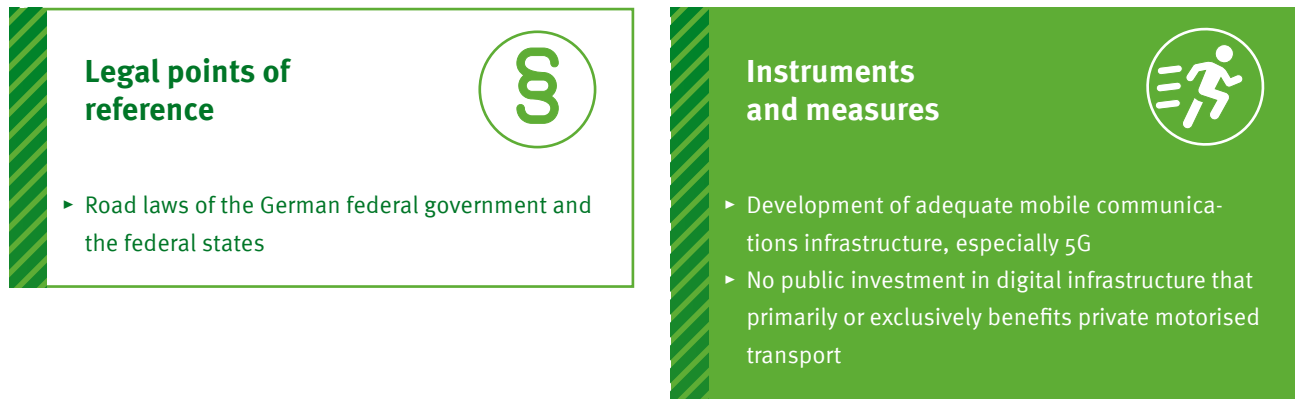 Legal points of
reference
§
▸ Road laws of the German federal government and
the federal states
Instruments
and measures
▸ Development of adequate mobile communica-
tions infrastructure, especially 5G
▸ No public investment in digital infrastructure that
primarily or exclusively benefits private motorised
transport